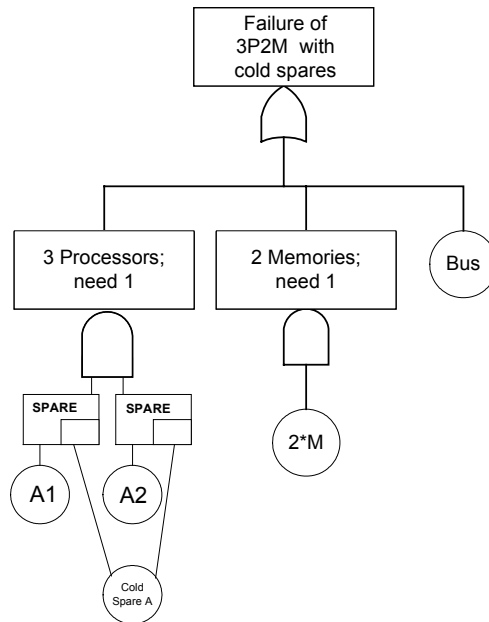 Failure of
3P2M with
cold spares
3 Processors;
need 1
2 Memories;
need 1
Bus
SPARE
SPARE
A1
A2
2*M
Cold
Spare A